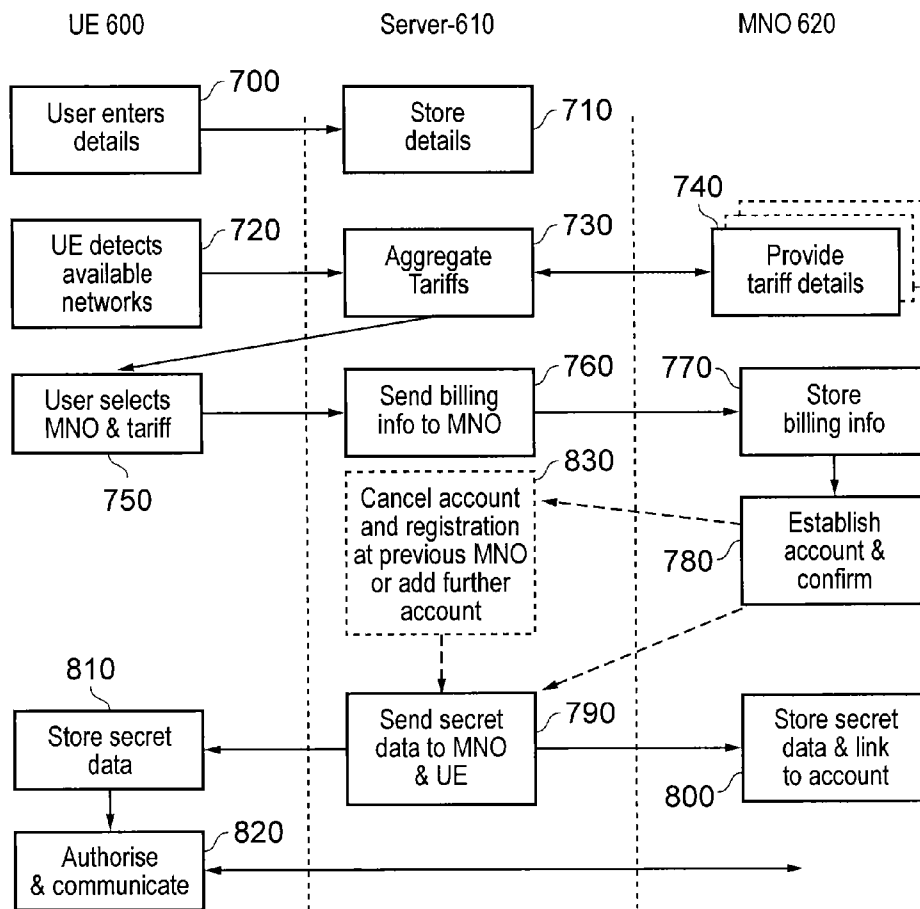 UE 600
Server-610
MNO 620
700
User enters
details
Store
details
710
720
UE detects
available
networks
730
Aggregate
Tariffs
740
Provide
tariff details
User selects
MNO & tariff
750
760
Send billing
info to MNO
770
Store
billing info
830
Cancel account
and registration
at previous MNO
or add further
account
780
Establish
account &
confirm
810
Store secret
data
790
Send secret
data to MNO
& UE
Store secret
data & link
to account
800
820
Authorise
& communicate